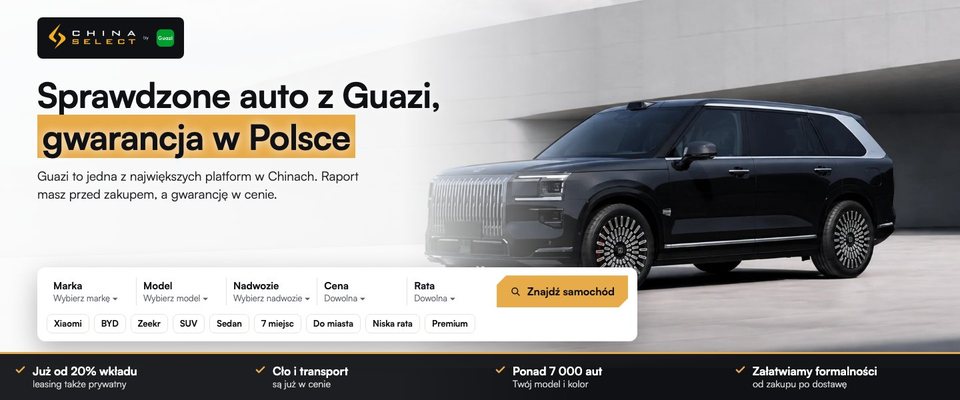 CHINA
SELECT by Guazi
Sprawdzone auto z Guazi,
gwarancja w Polsce
Guazi to jedna z największych platform w Chinach. Raport
masz przed zakupem, a gwarancję w cenie.
Marka Model Nadwozie Cena Rata
Wybierz markę Wybierz model Wybierz nadwozie Dowolna Dowolna
Znajdź samochód
Xiaomi BYD Zeekr SUV Sedan 7 miejsc Do miasta Niska rata Premium
Już od 20% wkładu
leasing także prywatny
Cło i transport
są już w cenie
Ponad 7 000 aut
Twój model i kolor
Załatwiamy formalności
od zakupu po dostawę